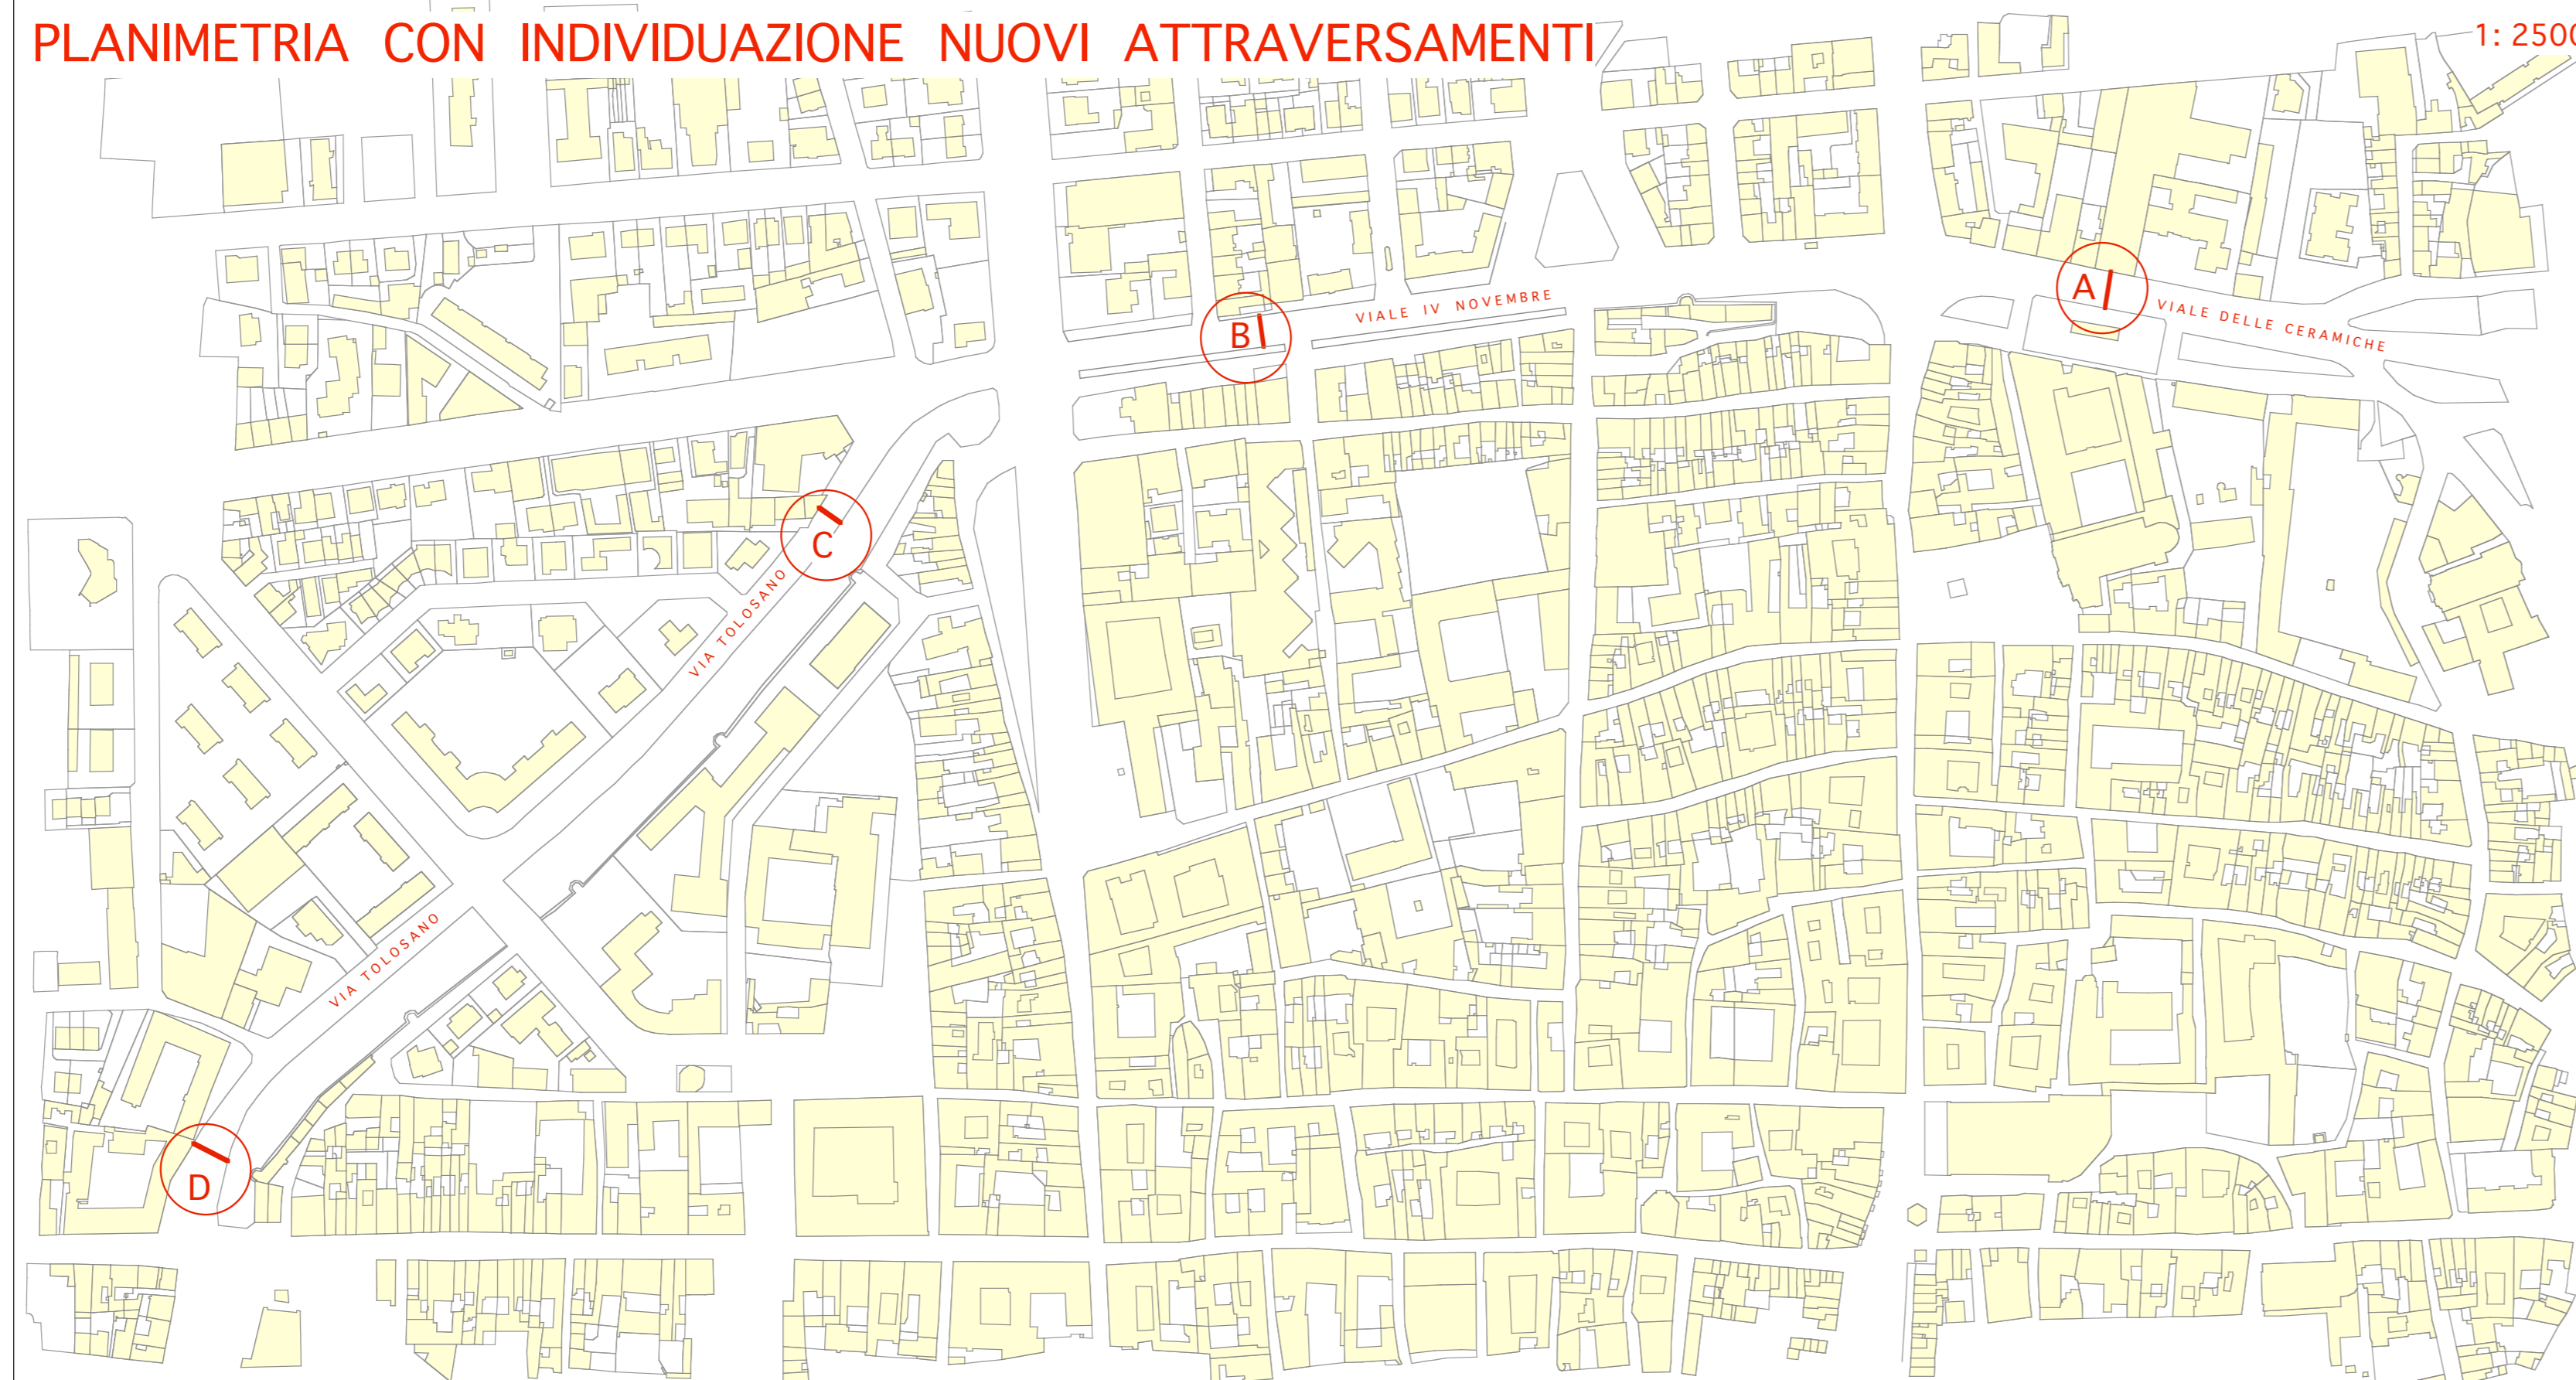 PLANIMETRIA CON INDIVIDUAZIONE NUOVI ATTRAVERSAMENTI
1: 2500
A
VIALE DELLE CERAMICHE
VIALE IV NOVEMBRE
B
C
VIA TOLOSANO
VIA TOLOSANO
D